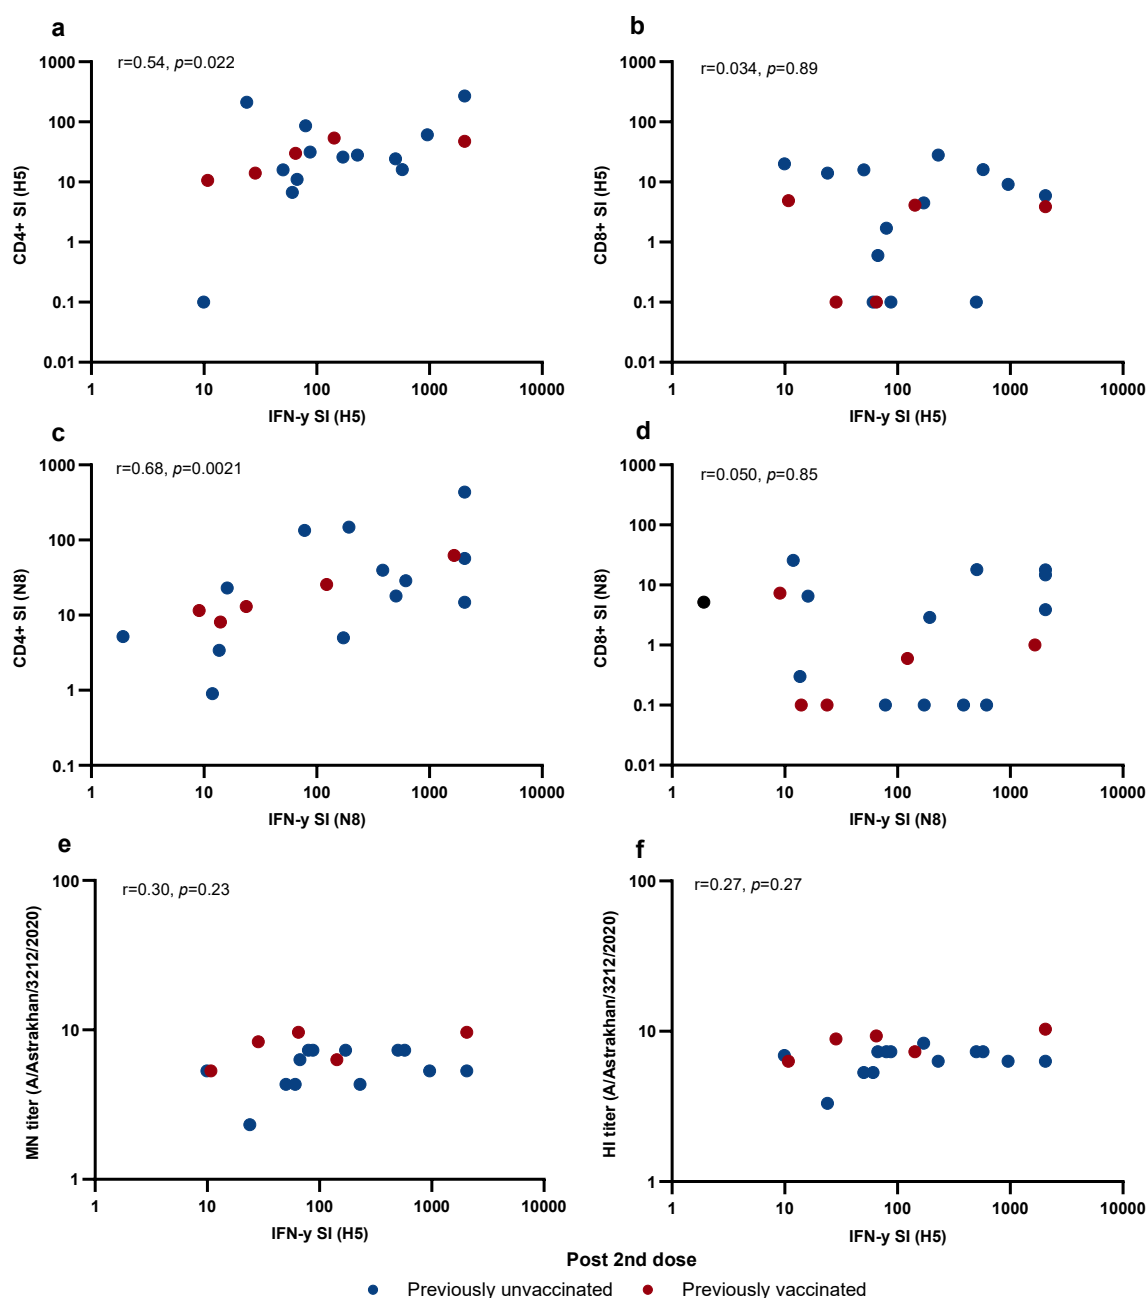 a
r=0.54, p=0.022
1000
100
10
1
0.1
0.01
CD4+ SI (H5)
1 10 100 1000 10000
IFN-y SI (H5)
b
r=0.034, p=0.89
1000
100
10
1
0.1
0.01
CD8+ SI (H5)
1 10 100 1000 10000
IFN-y SI (H5)
c
r=0.68, p=0.0021
1000
100
10
1
0.1
CD4+ SI (N8)
1 10 100 1000 10000
IFN-y SI (N8)
d
r=0.050, p=0.85
1000
100
10
1
0.1
0.01
CD8+ SI (N8)
1 10 100 1000 10000
IFN-y SI (N8)
e
r=0.30, p=0.23
100
10
1
MN titer (A/Astrakhan/3212/2020)
1 10 100 1000 10000
IFN-y SI (H5)
f
r=0.27, p=0.27
100
10
1
HI titer (A/Astrakhan/3212/2020)
1 10 100 1000 10000
IFN-y SI (H5)
Post 2nd dose
Previously unvaccinated Previously vaccinated